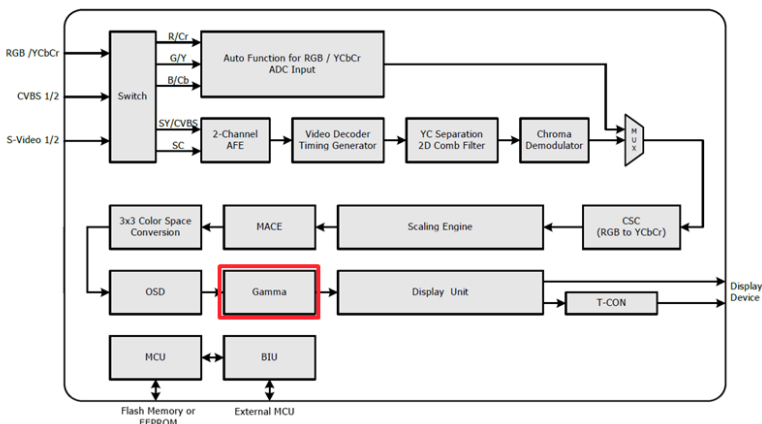 RGB /YCbCr
CVBS 1/2
S-Video 1/2
Switch
R/Cr
G/Y
B/Cb
SY/CVBS
SC
Auto Function for RGB / YCbCr
ADC Input
2-Channel
AFE
Video Decoder
Timing Generator
YC Separation
2D Comb Filter
Chroma
Demodulator
M
U
X
3x3 Color Space
Conversion
MACE
Scaling Engine
CSC
(RGB to YCbCr)
OSD
Gamma
Display Unit
T-CON
Display
Device
MCU
BIU
Flash Memory or
EEPROM
External MCU